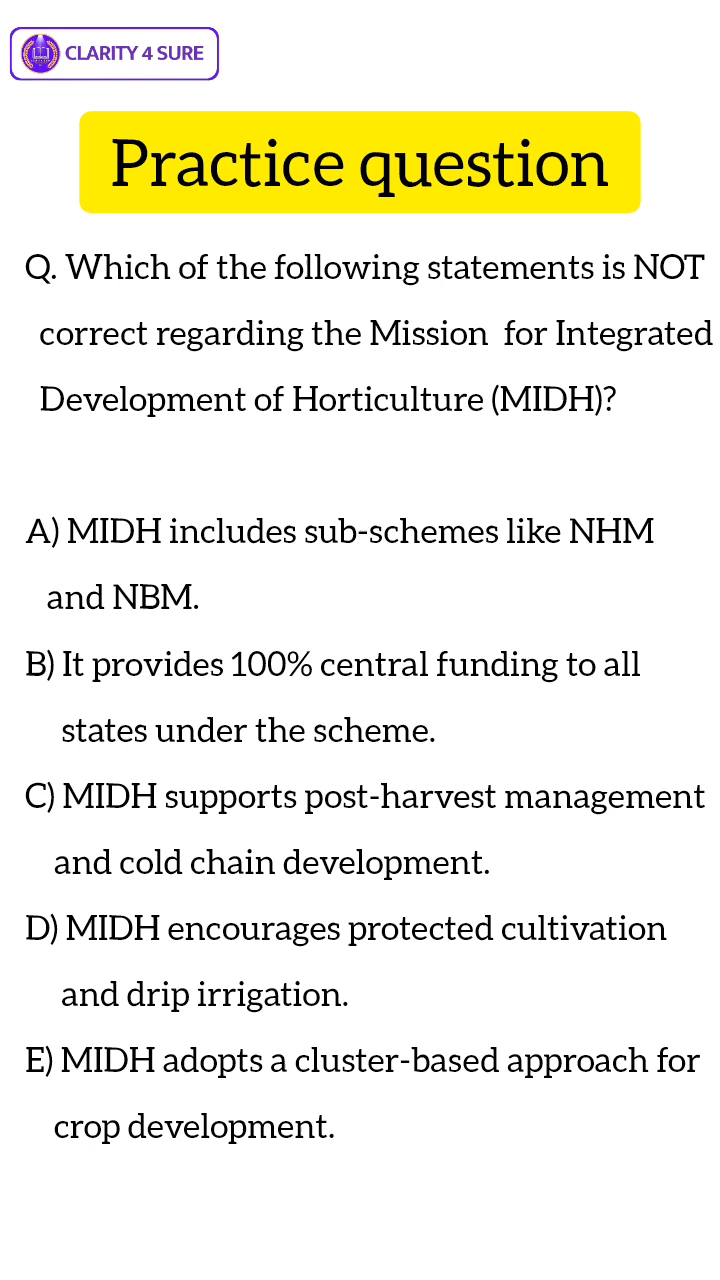 CLARITY 4 SURE
Practice question
Q. Which of the following statements is NOT
correct regarding the Mission for Integrated
Development of Horticulture (MIDH)?
A) MIDH includes sub-schemes like NHM
and NBM.
B) It provides 100% central funding to all
states under the scheme.
C) MIDH supports post-harvest management
and cold chain development.
D) MIDH encourages protected cultivation
and drip irrigation.
E) MIDH adopts a cluster-based approach for
crop development.